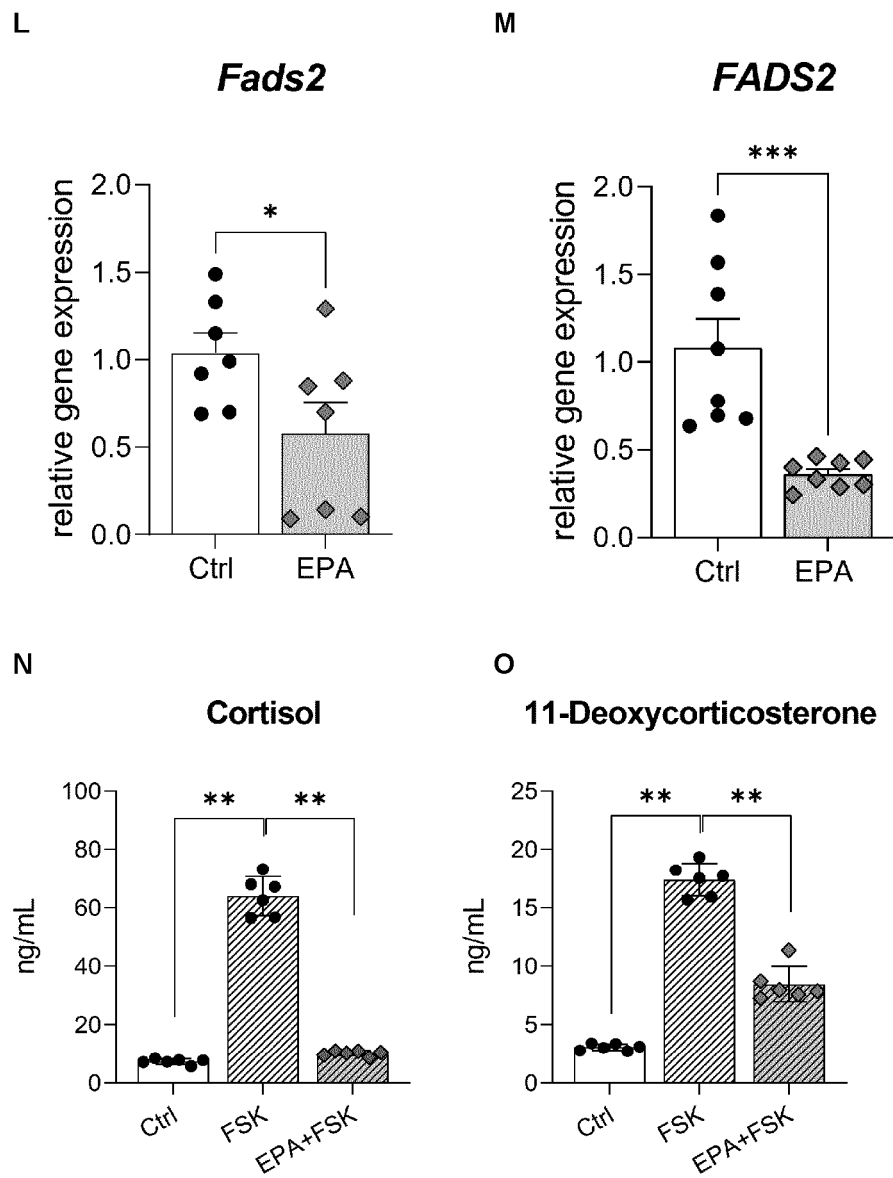 L
Fads2
relative gene expression
2.0
1.5
1.0
0.5
0.0
*
Ctrl
EPA
M
FADS2
relative gene expression
2.0
1.5
1.0
0.5
0.0
***
Ctrl
EPA
N
Cortisol
ng/mL
100
80
60
40
20
0
** **
Ctrl
FSK
EPA+FSK
O
11-Deoxycorticosterone
ng/mL
25
20
15
10
5
0
** **
Ctrl
FSK
EPA+FSK